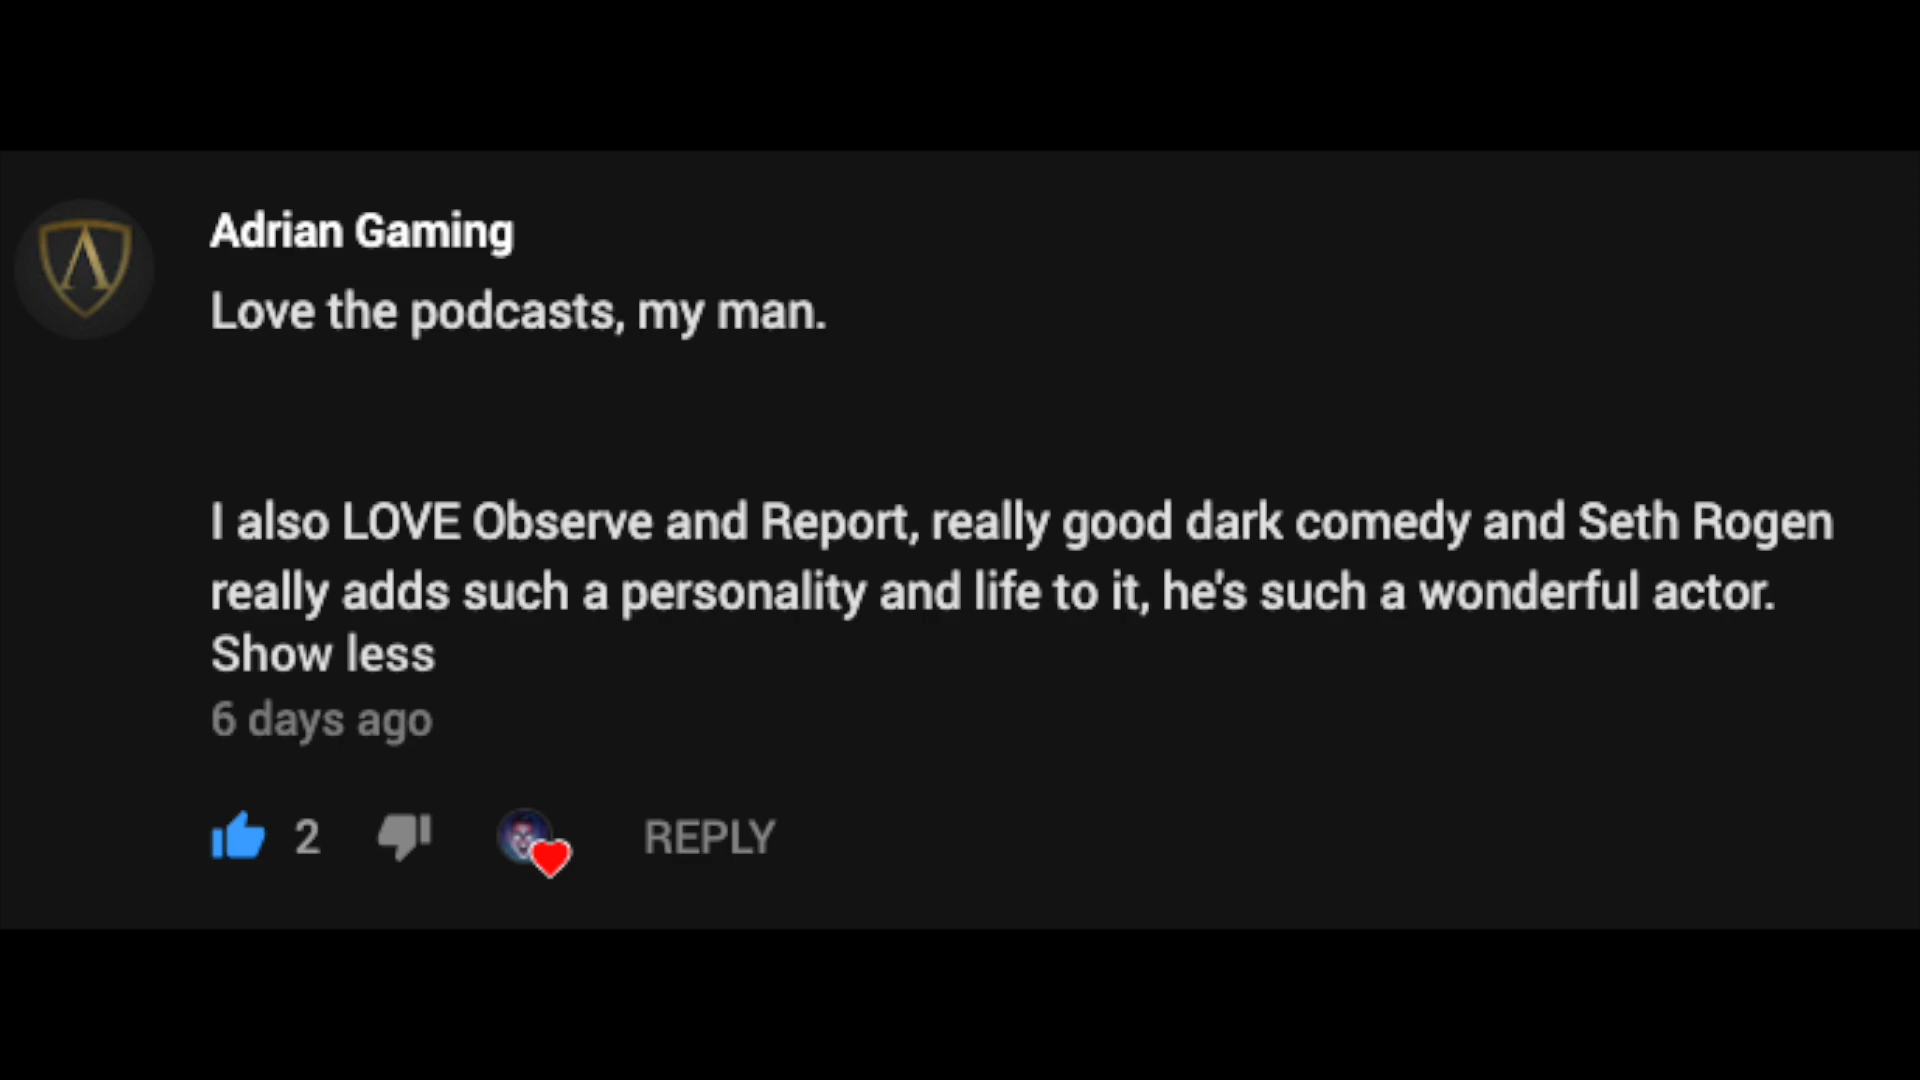 Adrian Gaming
Love the podcasts, my man.
I also LOVE Observe and Report, really good dark comedy and Seth Rogen
really adds such a personality and life to it, he's such a wonderful actor.
Show less
6 days ago
2 REPLY